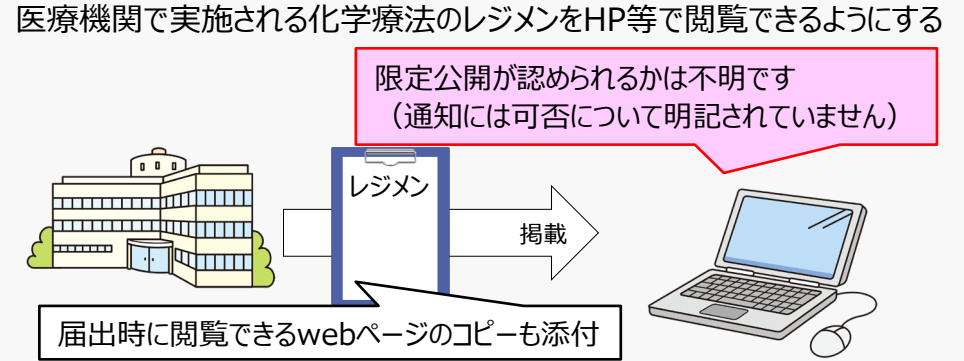 医療機関で実施される化学療法のレジメンをHP等で閲覧できるようにする
限定公開が認められるかは不明です
（通知には可否について明記されていません）
レジメン
掲載
届出時に閲覧できるwebページのコピーも添付